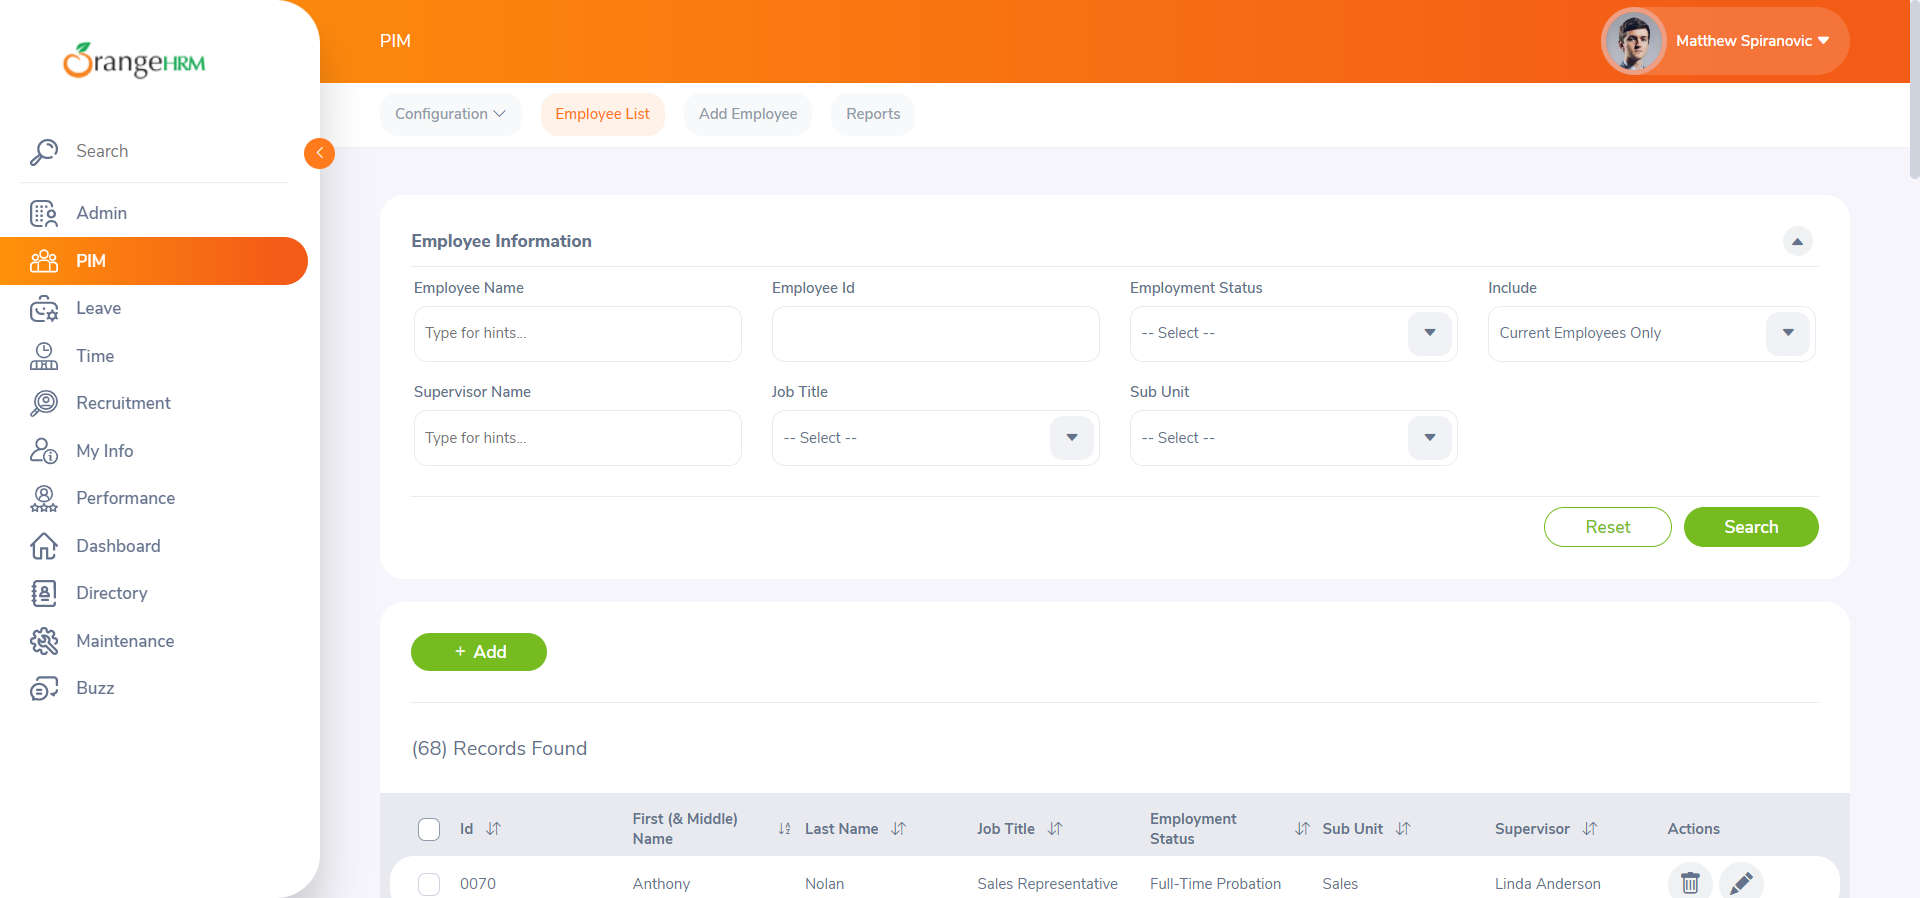 OrangeHRM
PIM
Matthew Spiranovic
Configuration
Employee List
Add Employee
Reports
Search
Admin
PIM
Leave
Time
Recruitment
My Info
Performance
Dashboard
Directory
Maintenance
Buzz
Employee Information
Employee Name
Employee Id
Employment Status
Include
Type for hints...
-- Select --
Current Employees Only
Supervisor Name
Job Title
Sub Unit
Type for hints...
-- Select --
-- Select --
Reset
Search
+ Add
(68) Records Found
Id
First (& Middle) Name
Last Name
Job Title
Employment Status
Sub Unit
Supervisor
Actions
0070
Anthony
Nolan
Sales Representative
Full-Time Probation
Sales
Linda Anderson